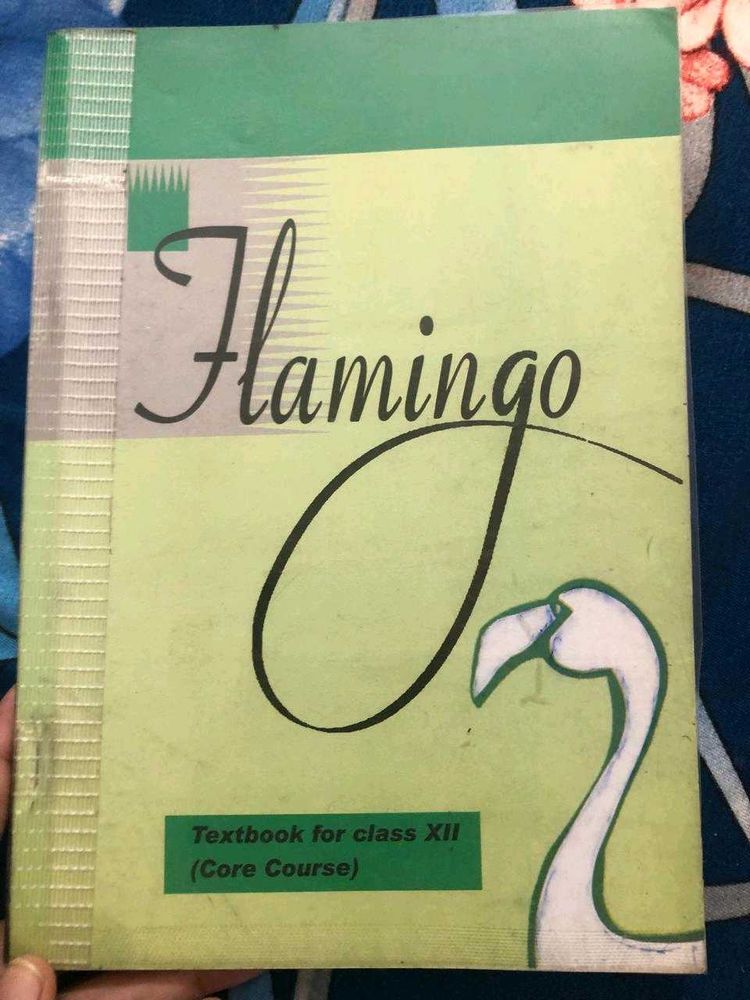 Flamingo
Textbook for class XII
(Core Course)